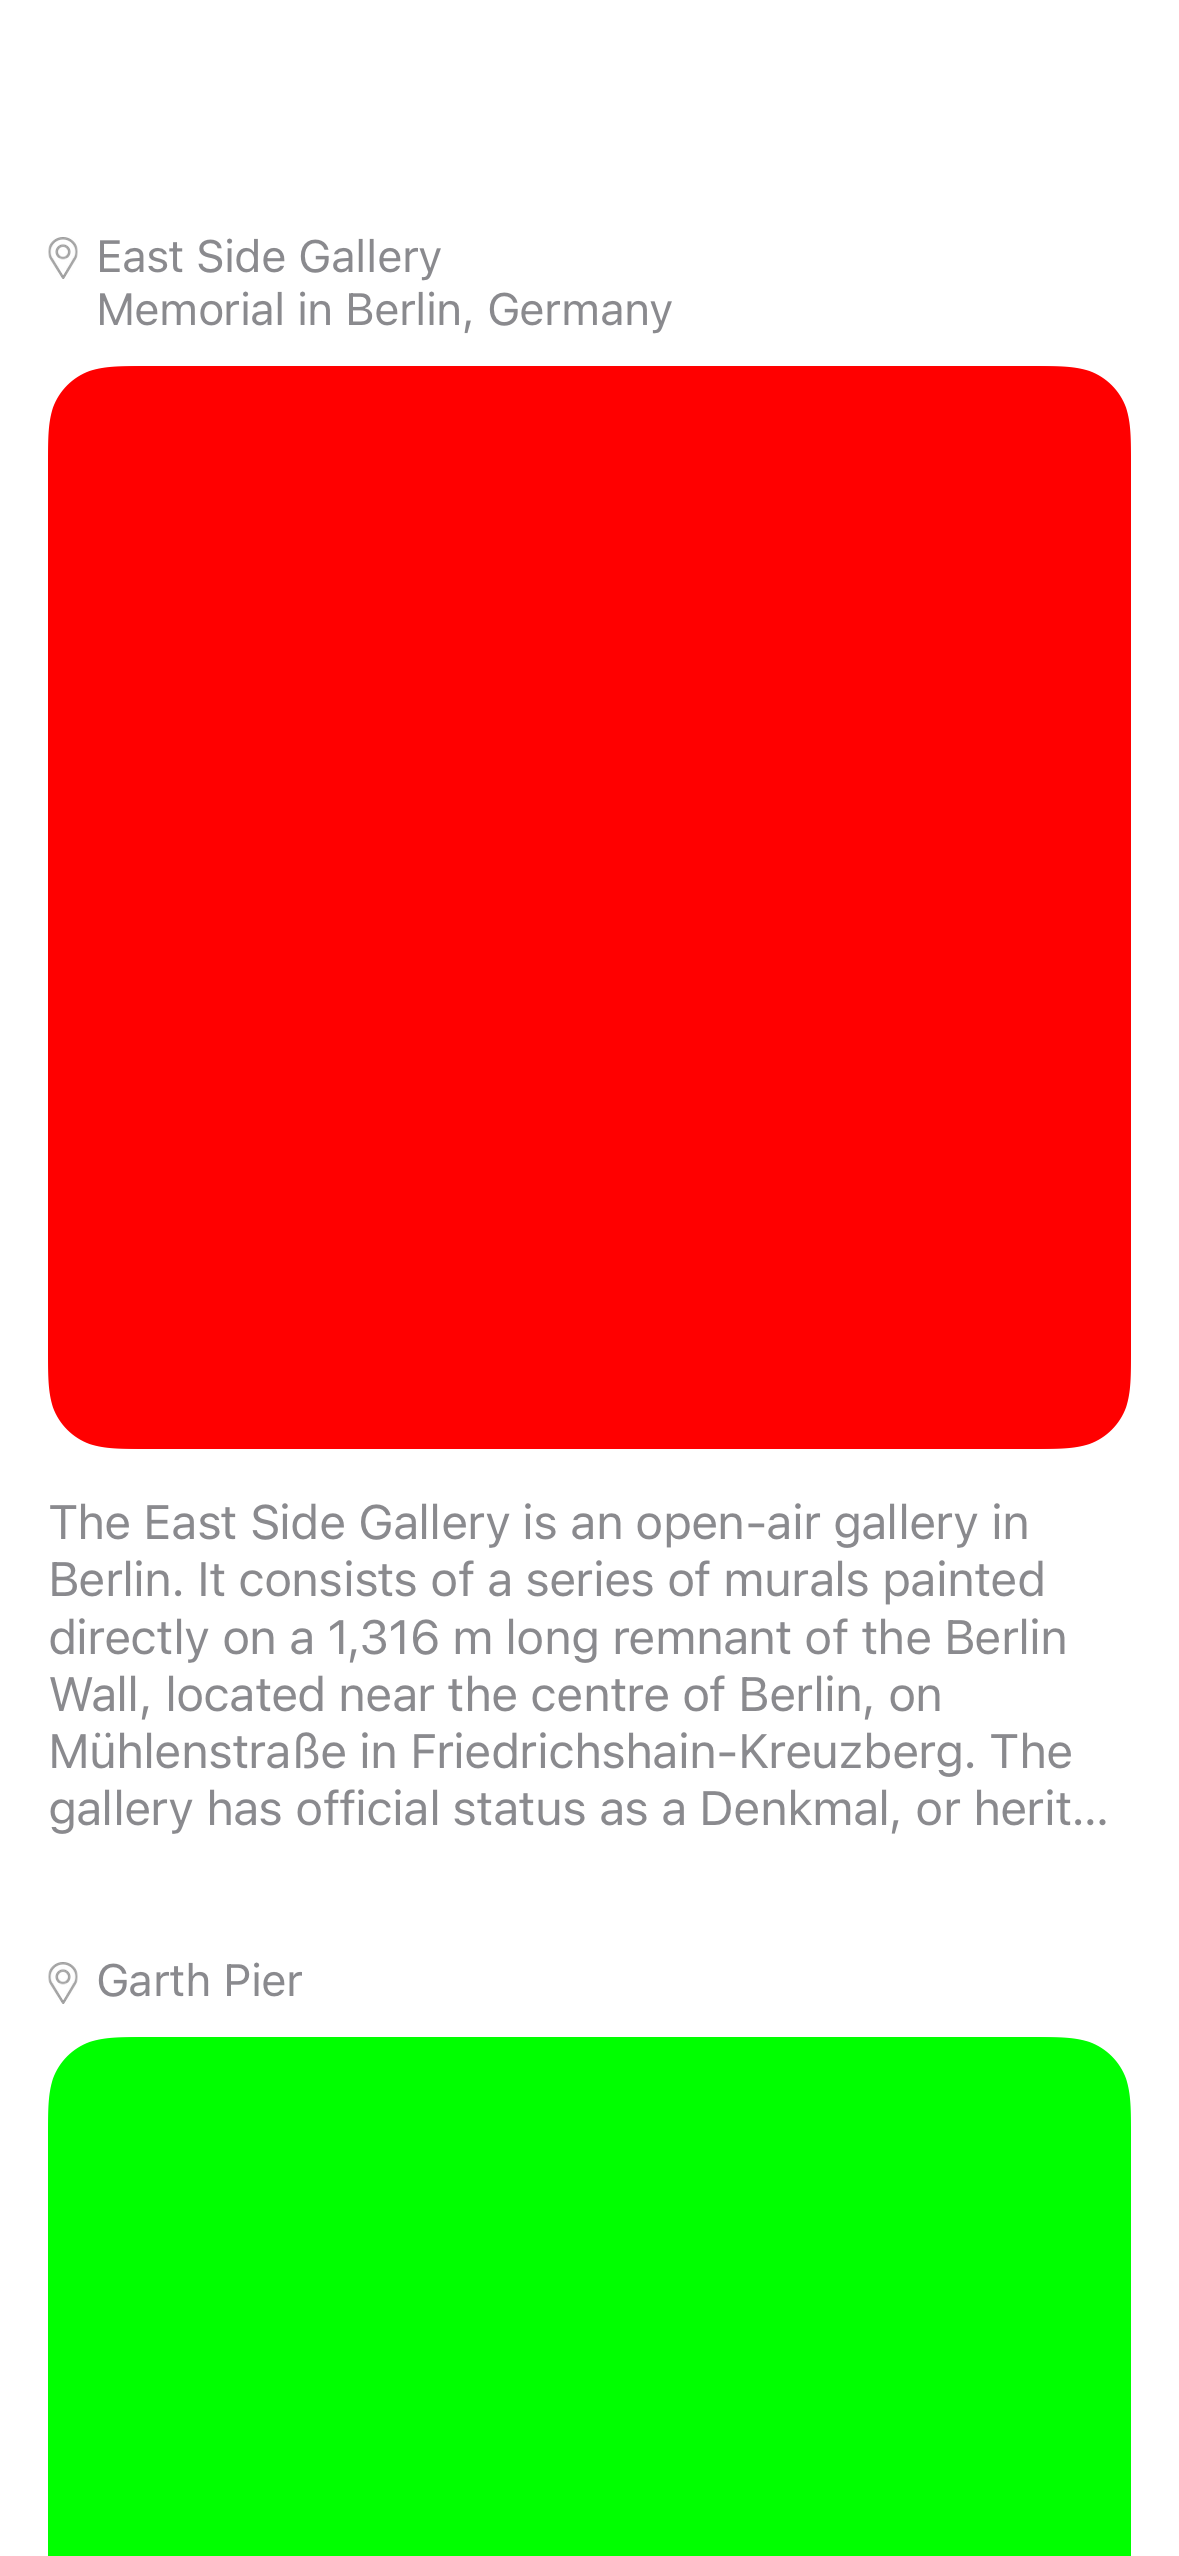 East Side Gallery
Memorial in Berlin, Germany
The East Side Gallery is an open-air gallery in
Berlin. It consists of a series of murals painted
directly on a 1,316 m long remnant of the Berlin
Wall, located near the centre of Berlin, on
Mühlenstraße in Friedrichshain-Kreuzberg. The
gallery has official status as a Denkmal, or herit...
Garth Pier